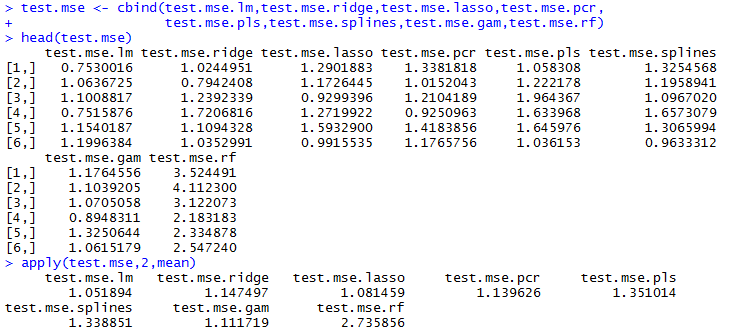 > test.mse <- cbind(test.mse.lm,test.mse.ridge,test.mse.lasso,test.mse.pcr,
+                   test.mse.pls,test.mse.splines,test.mse.gam,test.mse.rf)
> head(test.mse)
     test.mse.lm test.mse.ridge test.mse.lasso test.mse.pcr test.mse.pls test.mse.splines
[1,]   0.7530016      1.0244951      1.2901883    1.3381818     1.058308        1.3254568
[2,]   1.0636725      0.7942408      1.1726445    1.0152043     1.222178        1.1958941
[3,]   1.1008817      1.2392339      0.9299396    1.2104189     1.964367        1.0967020
[4,]   0.7515876      1.7206816      1.2719922    0.9250963     1.633968        1.6573079
[5,]   1.1540187      1.1094328      1.5932900    1.4183856     1.645976        1.3065994
[6,]   1.1996384      1.0352991      0.9915535    1.1765756     1.036153        0.9633312
     test.mse.gam test.mse.rf
[1,]    1.1764556    3.524491
[2,]    1.1039205    4.112300
[3,]    1.0705058    3.122073
[4,]    0.8948311    2.183183
[5,]    1.3250644    2.334878
[6,]    1.0615179    2.547240
> apply(test.mse,2,mean)
     test.mse.lm   test.mse.ridge   test.mse.lasso     test.mse.pcr     test.mse.pls
        1.051894         1.147497         1.081459         1.139626         1.351014
test.mse.splines     test.mse.gam      test.mse.rf
        1.338851         1.111719         2.735856